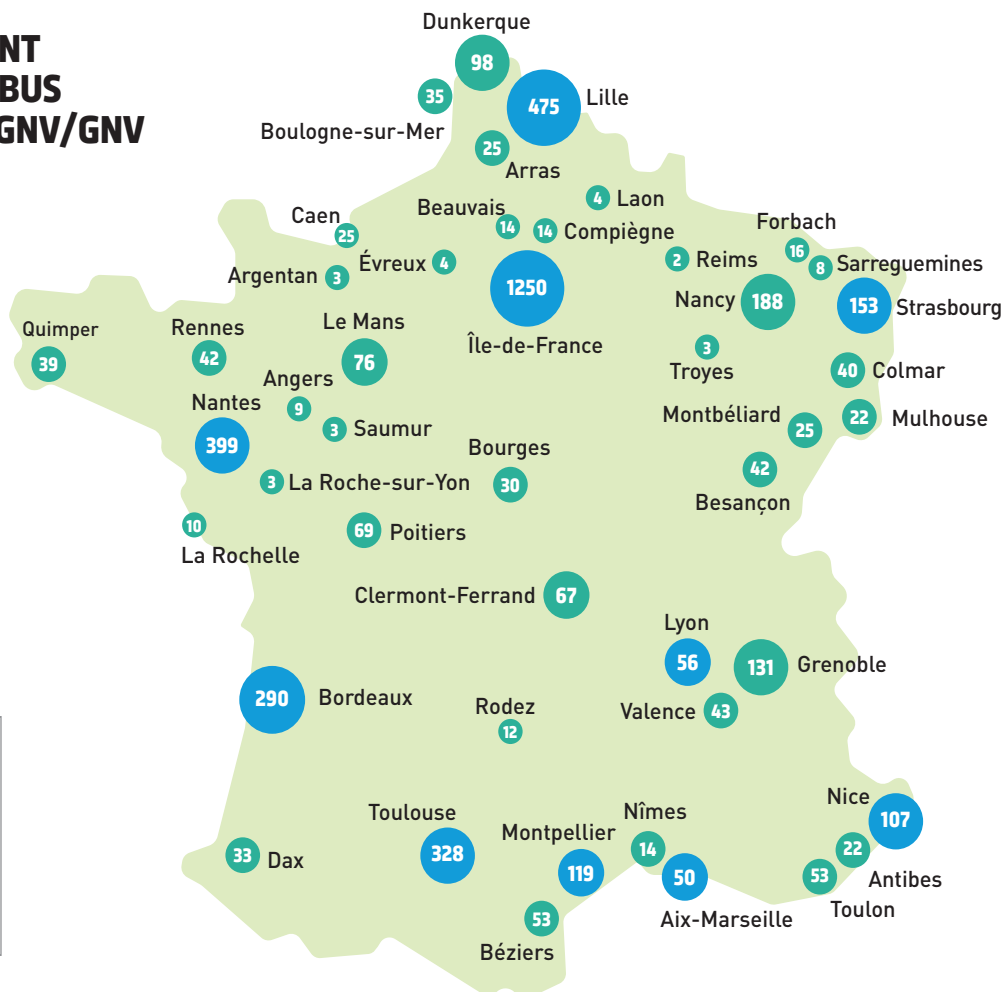 NT
BUS
GNV/GNV
Dunkerque
98
35
Boulogne-sur-Mer
475
Lille
25
Arras
4
Laon
Beauvais
14
14
Compiègne
Caen
25
Évreux
4
Argentan
3
Forbach
16
8
Sarreguemines
2
Reims
1250
Île-de-France
Nancy
188
153
Strasbourg
Quimper
39
Rennes
42
Le Mans
76
3
Troyes
40
Colmar
Angers
9
Nantes
399
3
Saumur
Montbéliard
25
22
Mulhouse
Bourges
30
42
Besançon
3
La Roche-sur-Yon
10
La Rochelle
69
Poitiers
Clermont-Ferrand
67
Lyon
56
131
Grenoble
Valence
43
290
Bordeaux
Rodez
12
Toulouse
328
Montpellier
119
Nîmes
14
50
Aix-Marseille
Nice
107
22
Antibes
53
Toulon
33
Dax
53
Béziers